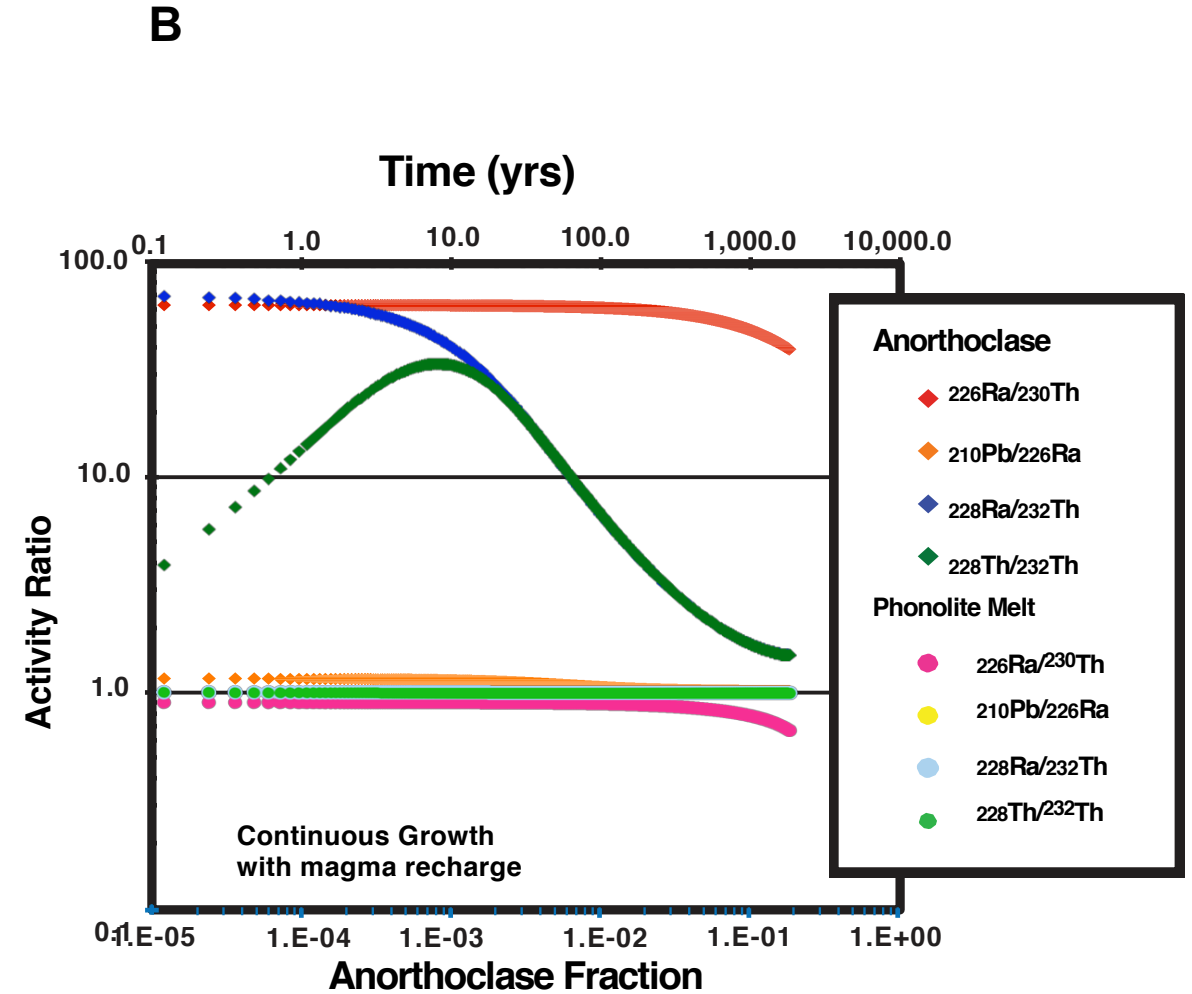 B
Time (yrs)
0.1 1.0 10.0 100.0 1,000.0 10,000.0
100.0
10.0
1.0
0.1
Activity Ratio
Continuous Growth
with magma recharge
1.E-05 1.E-04 1.E-03 1.E-02 1.E-01 1.E+00
Anorthoclase Fraction
Anorthoclase
226Ra/230Th
210Pb/226Ra
228Ra/232Th
228Th/232Th
Phonolite Melt
226Ra/230Th
210Pb/226Ra
228Ra/232Th
228Th/232Th